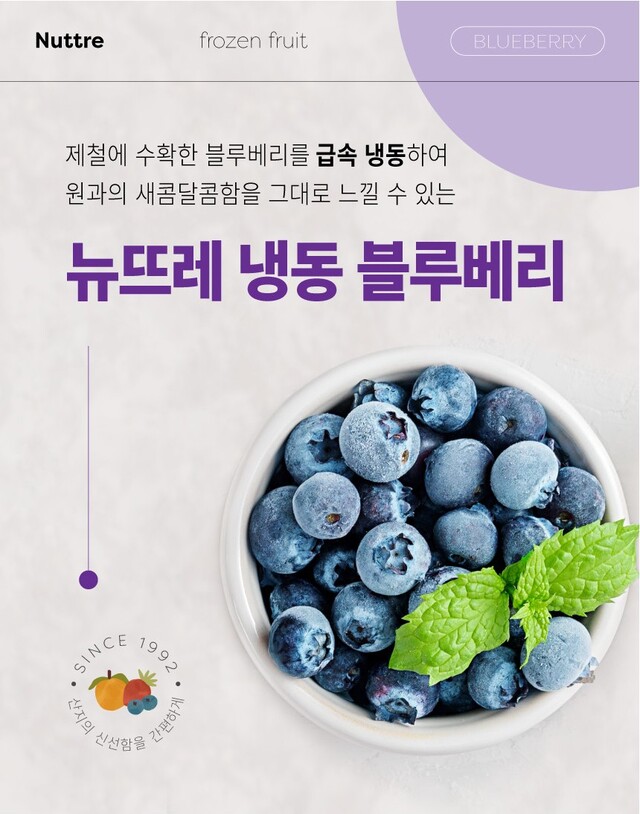 Nuttre
frozen fruit
BLUEBERRY
제철에 수확한 블루베리를 급속 냉동하여
원과의 새콤달콤함을 그대로 느낄 수 있는
뉴뜨레 냉동 블루베리
SINCE 1992
산지의 신선함을 간편하게